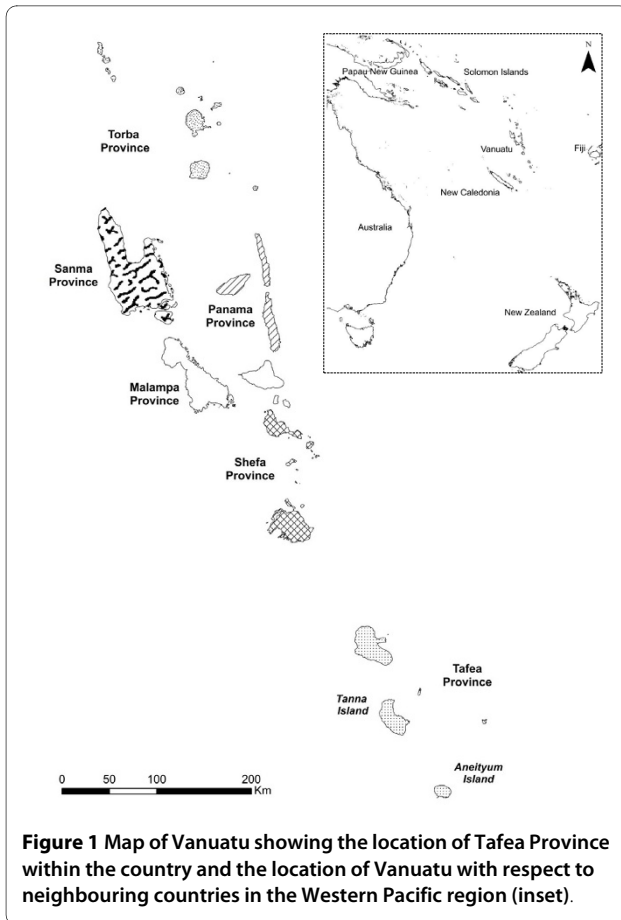 N
Papau New Guinea
Solomon Islands
Vanuatu
Fiji
New Caledonia
Australia
New Zealand
Torba
Province
Sanma
Province
Panama
Province
Malampa
Province
Shefa
Province
Tafea
Province
Tanna
Island
Aneityum
Island
0 50 100 200
Km
Figure 1 Map of Vanuatu showing the location of Tafea Province
within the country and the location of Vanuatu with respect to
neighbouring countries in the Western Pacific region (inset).